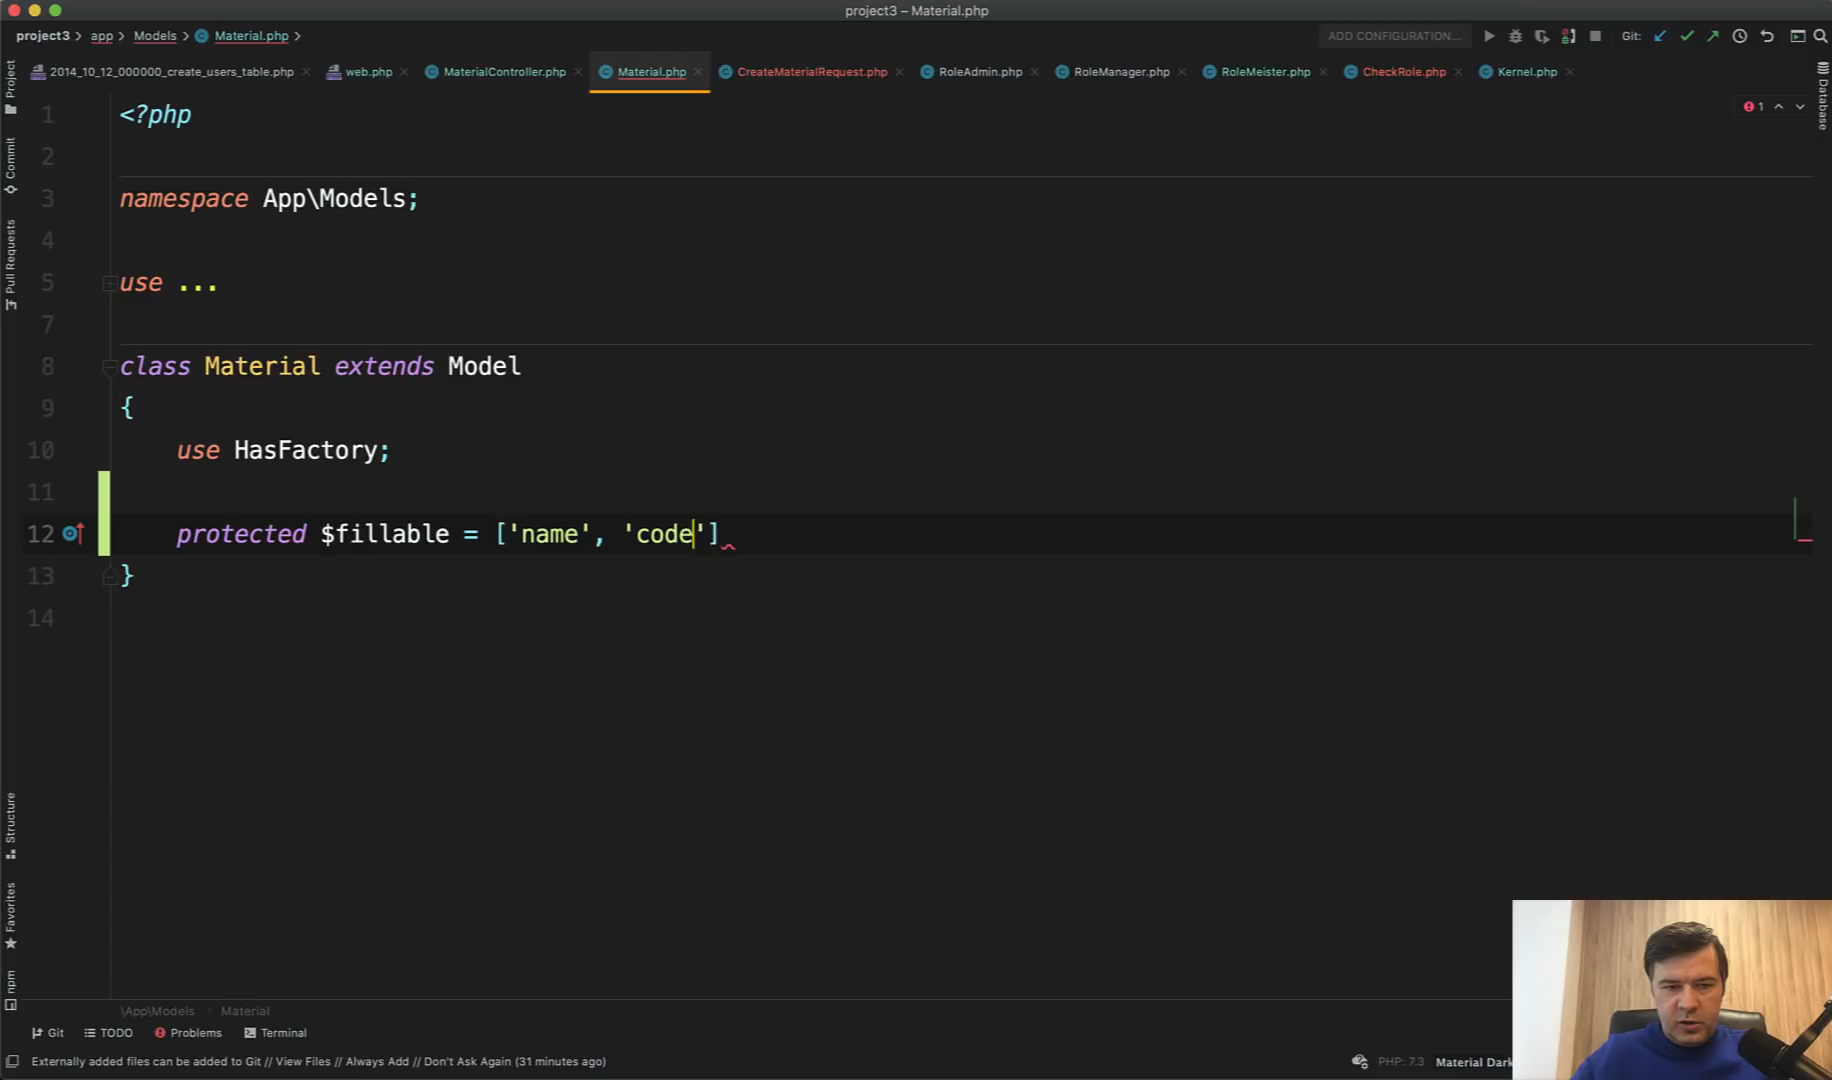 project3 – Material.php
project3 > app > Models > Material.php >
ADD CONFIGURATION...
Git:
2014_10_12_000000_create_users_table.php
web.php
MaterialController.php
Material.php
CreateMaterialRequest.php
RoleAdmin.php
RoleManager.php
RoleMeister.php
CheckRole.php
Kernel.php
Project
Commit
Pull Requests
Structure
Favorites
npm
Database
1
1 <?php
2
3 namespace App\Models;
4
5 use ...
7
8 class Material extends Model
9 {
10 use HasFactory;
11
12 protected $fillable = ['name', 'code']
13 }
14
\App\Models › Material
Git
TODO
Problems
Terminal
Externally added files can be added to Git // View Files // Always Add // Don't Ask Again (31 minutes ago)
PHP: 7.3
Material Dark